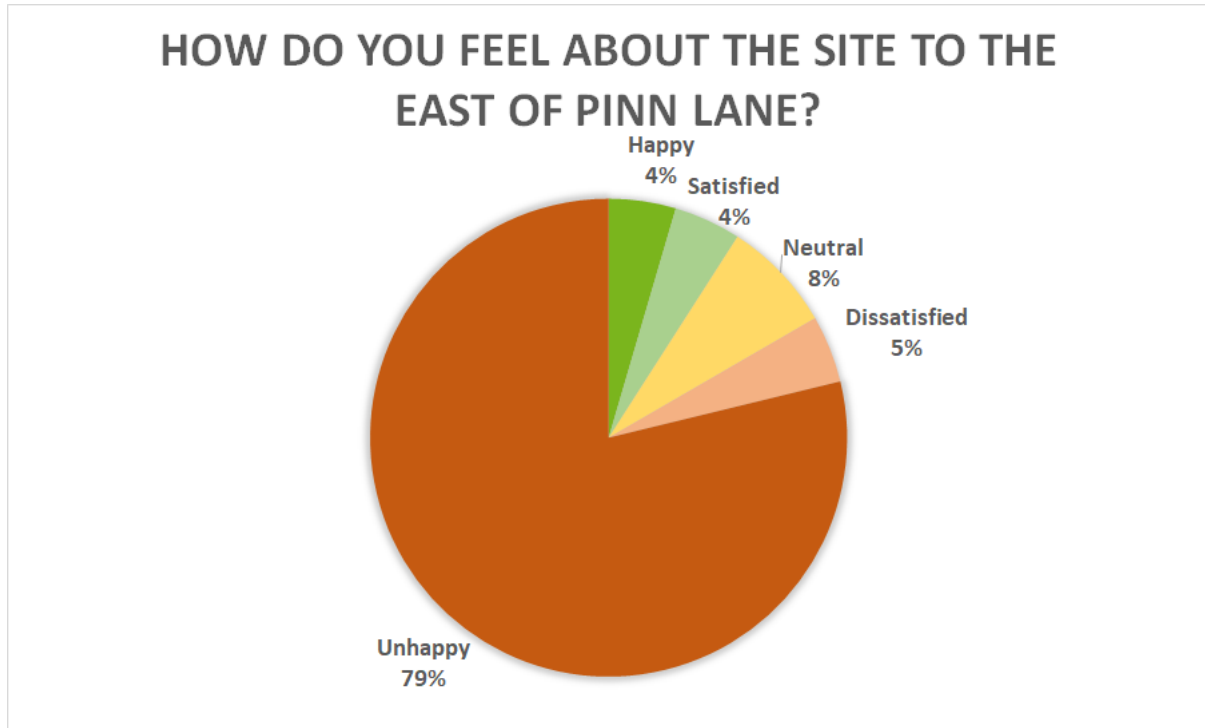 HOW DO YOU FEEL ABOUT THE SITE TO THE
EAST OF PINN LANE?
Happy
4%
Satisfied
4%
Neutral
8%
Dissatisfied
5%
Unhappy
79%